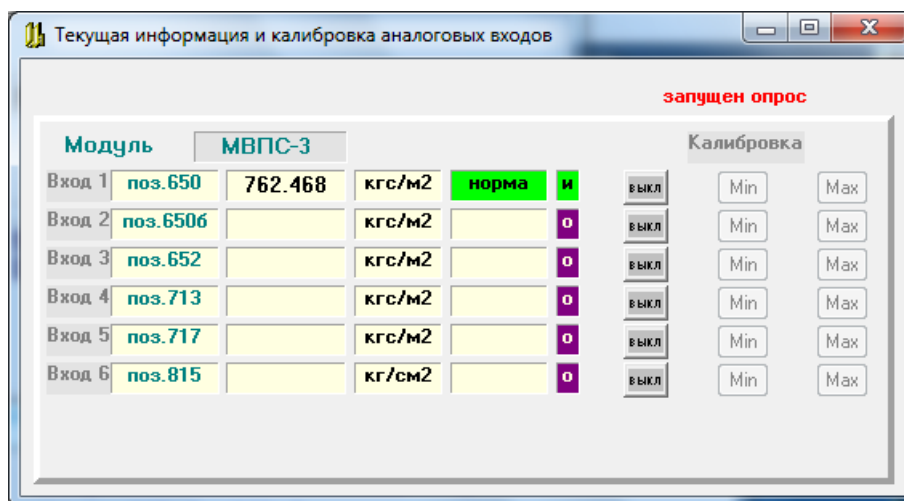 Текущая информация и калибровка аналоговых входов
запущен опрос
Модуль МВПС-3 Калибровка
Вход 1 поз.650 762.468 кгс/м2 норма и выкл Min Max
Вход 2 поз.650б кгс/м2 о выкл Min Max
Вход 3 поз.652 кгс/м2 о выкл Min Max
Вход 4 поз.713 кгс/м2 о выкл Min Max
Вход 5 поз.717 кгс/м2 о выкл Min Max
Вход 6 поз.815 кг/см2 о выкл Min Max